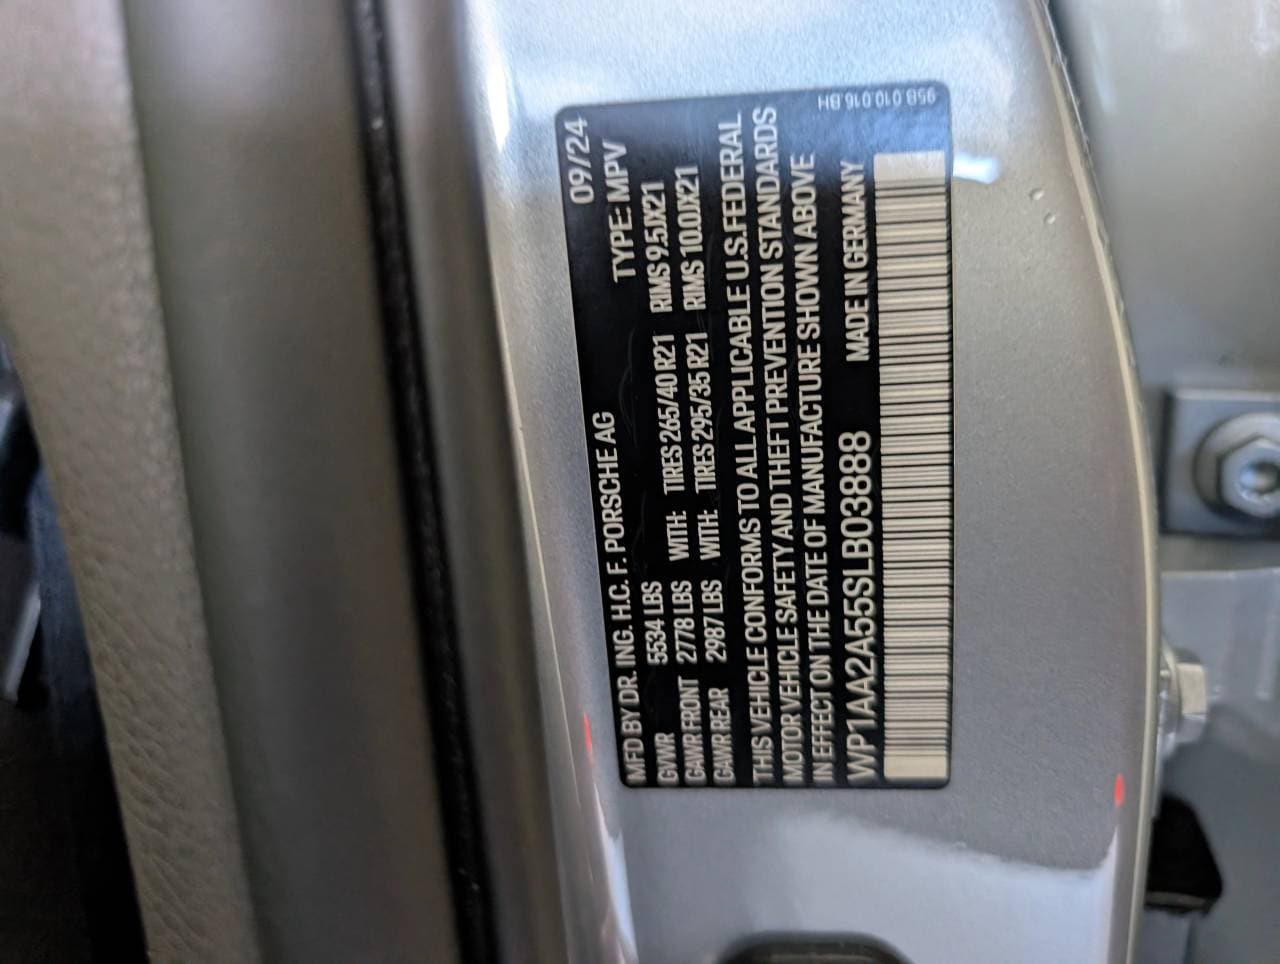 09/24
MFD BY DR. ING. H.C. F. PORSCHE AG TYPE: MPV
GVWR 5534 LBS
GAWR FRONT 2778 LBS WITH: TIRES 265/40 R21 RIMS 9.5JX21
GAWR REAR 2987 LBS WITH: TIRES 295/35 R21 RIMS 10.0JX21
THIS VEHICLE CONFORMS TO ALL APPLICABLE U.S. FEDERAL
MOTOR VEHICLE SAFETY AND THEFT PREVENTION STANDARDS
IN EFFECT ON THE DATE OF MANUFACTURE SHOWN ABOVE
WP1AA2A55SLB03888 MADE IN GERMANY
95B.010.016.BH